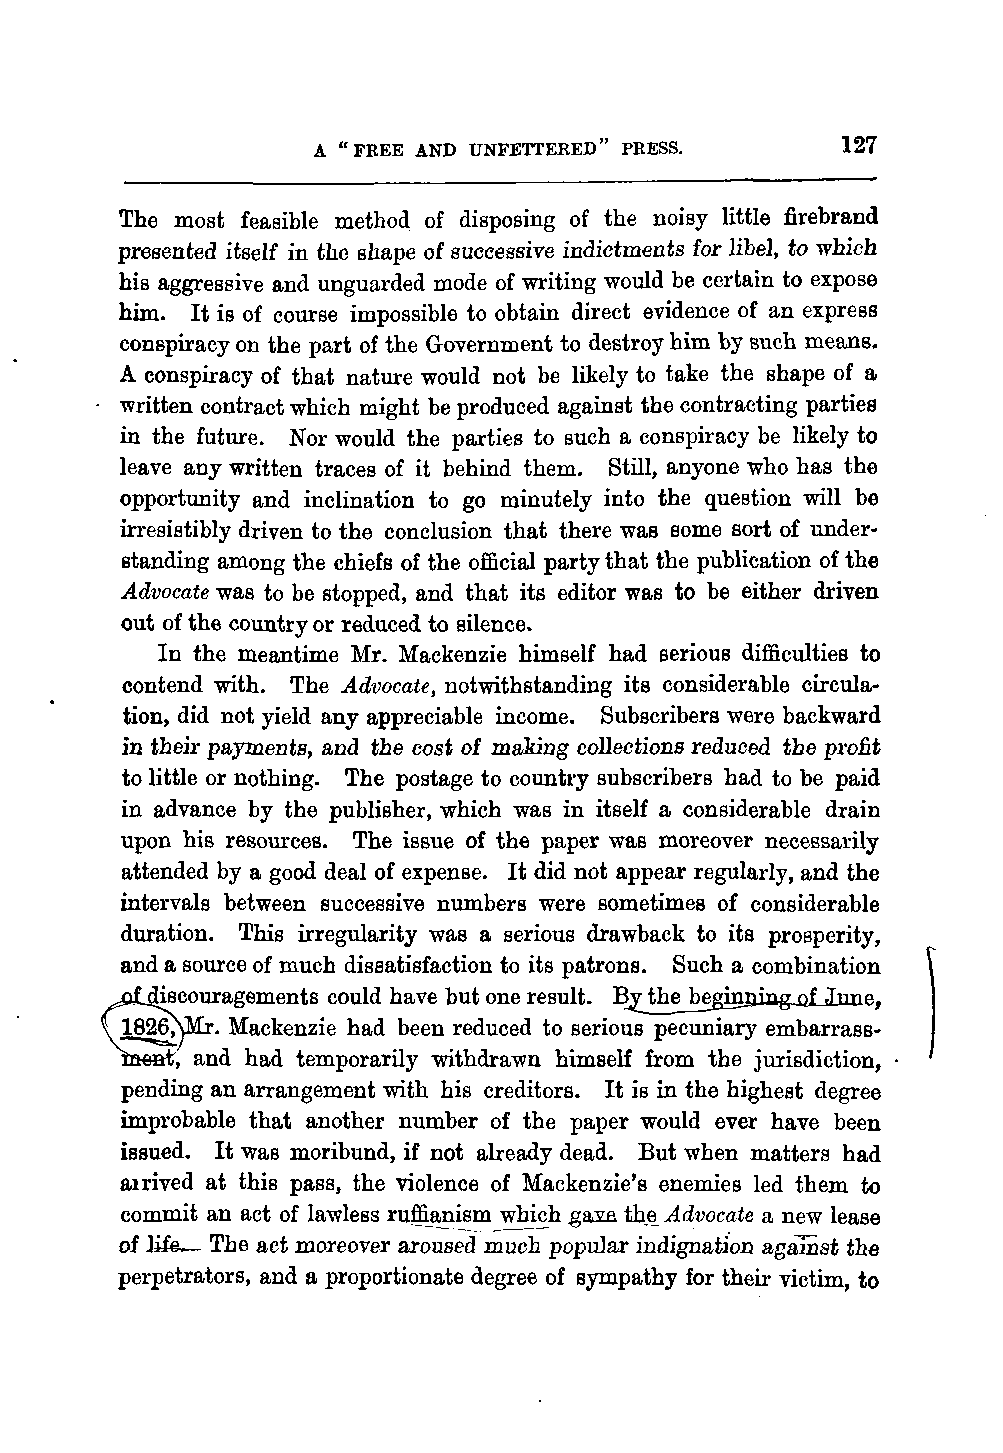 A "FREE AND UNFETTERED" PRESS. 127
The most feasible method of disposing of the noisy little firebrand
presented itself in the shape of successive indictments for libel, to which
his aggressive and unguarded mode of writing would be certain to expose
him. It is of course impossible to obtain direct evidence of an express
conspiracy on the part of the Government to destroy him by such means.
A conspiracy of that nature would not be likely to take the shape of a
written contract which might be produced against the contracting parties
in the future. Nor would the parties to such a conspiracy be likely to
leave any written traces of it behind them. Still, anyone who has the
opportunity and inclination to go minutely into the question will be
irresistibly driven to the conclusion that there was some sort of under-
standing among the chiefs of the official party that the publication of the
Advocate was to be stopped, and that its editor was to be either driven
out of the country or reduced to silence.
In the meantime Mr. Mackenzie himself had serious difficulties to
contend with. The Advocate, notwithstanding its considerable circula-
tion, did not yield any appreciable income. Subscribers were backward
in their payments, and the cost of making collections reduced the profit
to little or nothing. The postage to country subscribers had to be paid
in advance by the publisher, which was in itself a considerable drain
upon his resources. The issue of the paper was moreover necessarily
attended by a good deal of expense. It did not appear regularly, and the
intervals between successive numbers were sometimes of considerable
duration. This irregularity was a serious drawback to its prosperity,
and a source of much dissatisfaction to its patrons. Such a combination
of discouragements could have but one result. By the beginning of June,
1826, Mr. Mackenzie had been reduced to serious pecuniary embarrass-
ment, and had temporarily withdrawn himself from the jurisdiction,
pending an arrangement with his creditors. It is in the highest degree
improbable that another number of the paper would ever have been
issued. It was moribund, if not already dead. But when matters had
arrived at this pass, the violence of Mackenzie's enemies led them to
commit an act of lawless ruffianism which gave the Advocate a new lease
of life. The act moreover aroused much popular indignation against the
perpetrators, and a proportionate degree of sympathy for their victim, to